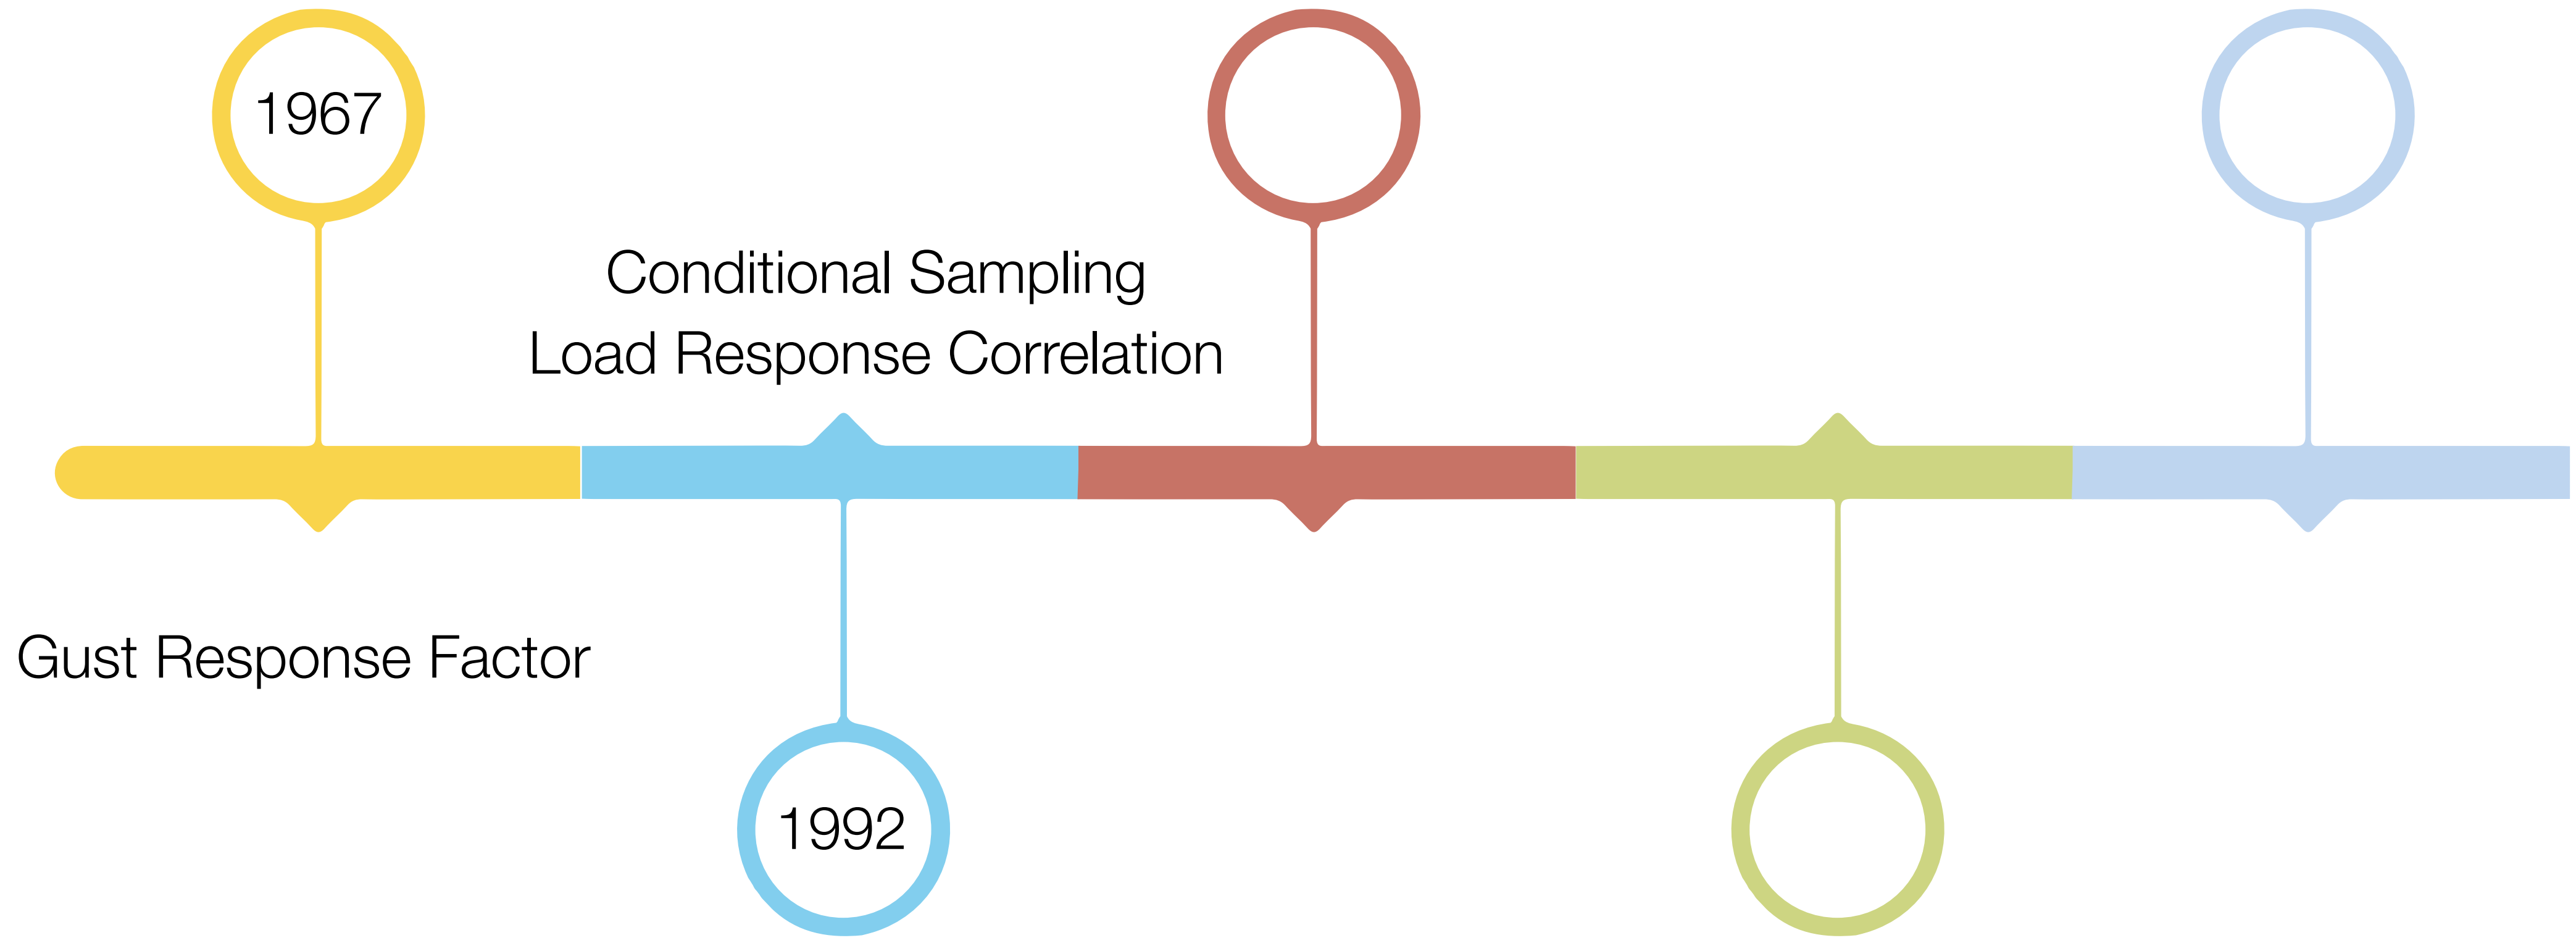 1967
Conditional Sampling
Load Response Correlation
Gust Response Factor
1992